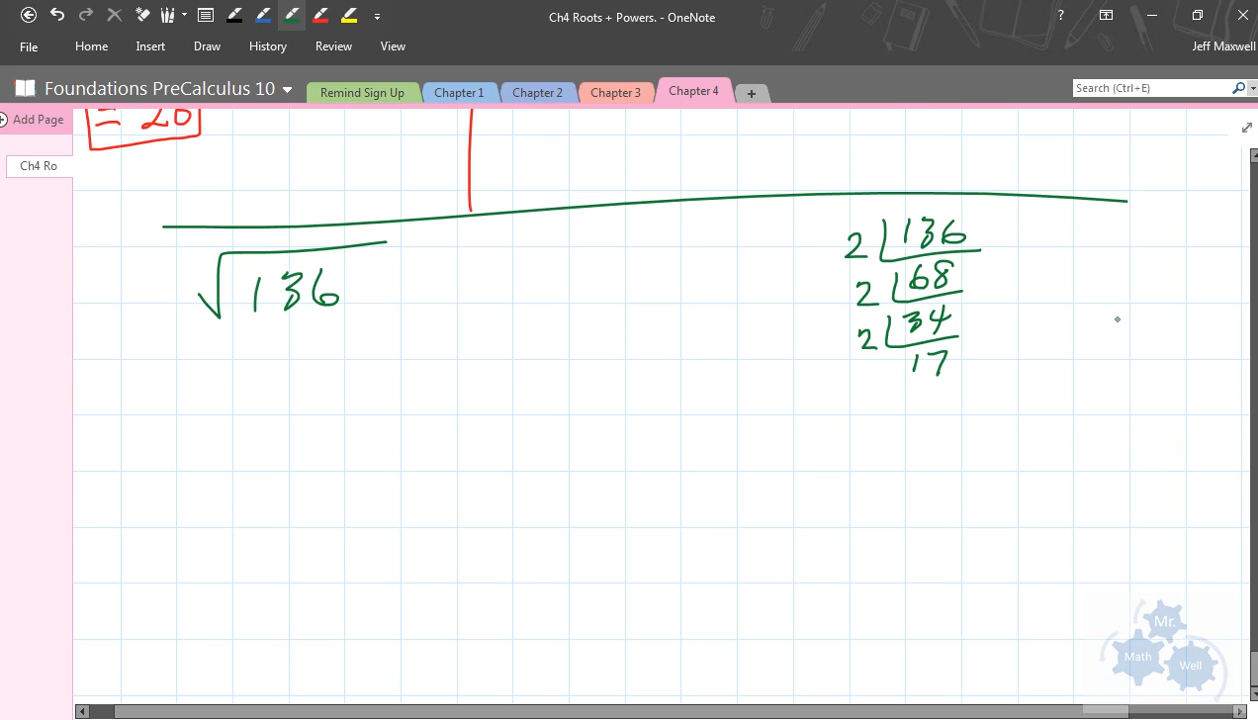 Ch4 Roots + Powers. - OneNote
?
File
Home
Insert
Draw
History
Review
View
Jeff Maxwell
Foundations PreCalculus 10
Remind Sign Up
Chapter 1
Chapter 2
Chapter 3
Chapter 4
+
Search (Ctrl+E)
Add Page
Ch4 Ro
= 20
√136
2 136
2 68
2 34
17
Mr.
Math
Well